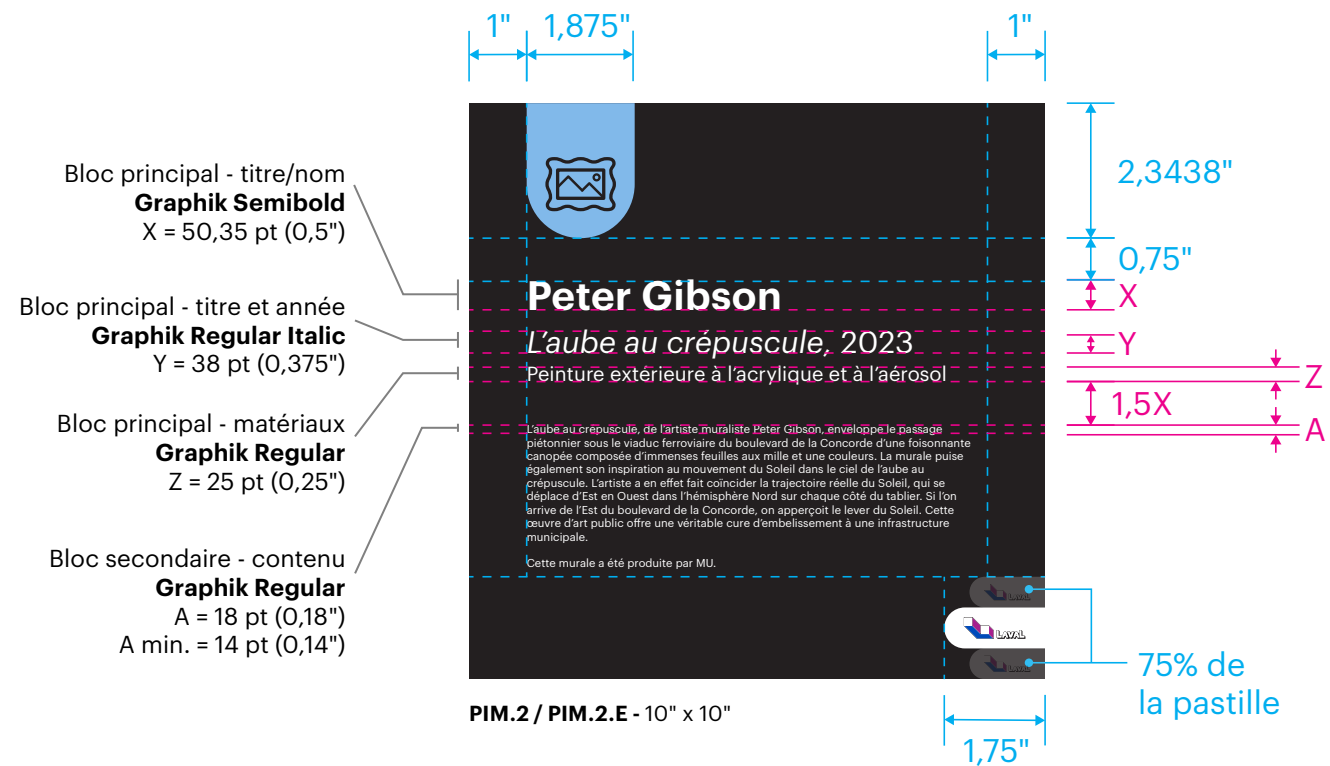 1" 1,875" 1"
Bloc principal - titre/nom
Graphik Semibold
X = 50,35 pt (0,5")
Bloc principal - titre et année
Graphik Regular Italic
Y = 38 pt (0,375")
Bloc principal - matériaux
Graphik Regular
Z = 25 pt (0,25")
Bloc secondaire - contenu
Graphik Regular
A = 18 pt (0,18")
A min. = 14 pt (0,14")
Peter Gibson
L'aube au crépuscule, 2023
Peinture extérieure à l'acrylique et à l'aérosol
L'aube au crépuscule, de l'artiste muraliste Peter Gibson, enveloppe le passage
piétonnier sous le viaduc ferroviaire du boulevard de la Concorde d'une foisonnante
canopée composée d'immenses feuilles aux mille et une couleurs. La murale puise
également son inspiration au mouvement du Soleil dans le ciel de l'aube au
crépuscule. L'artiste a en effet fait coïncider la trajectoire réelle du Soleil, qui se
déplace d'Est en Ouest dans l'hémisphère Nord sur chaque côté du tablier. Si l'on
arrive de l'Est du boulevard de la Concorde, on apperçoit le lever du Soleil. Cette
œuvre d'art public offre une véritable cure d'embelissement à une infrastructure
municipale.
Cette murale a été produite par MU.
LAVAL
LAVAL
LAVAL
2,3438"
0,75"
X
Y
Z
1,5X
A
75% de
la pastille
PIM.2 / PIM.2.E - 10" x 10"
1,75"